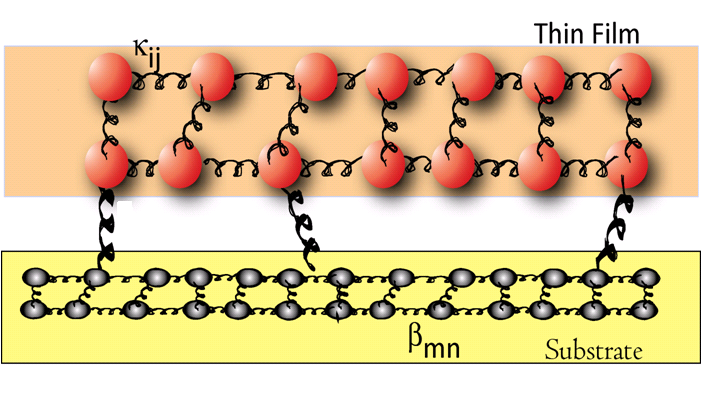 Thin Film
κij
βmn
Substrate